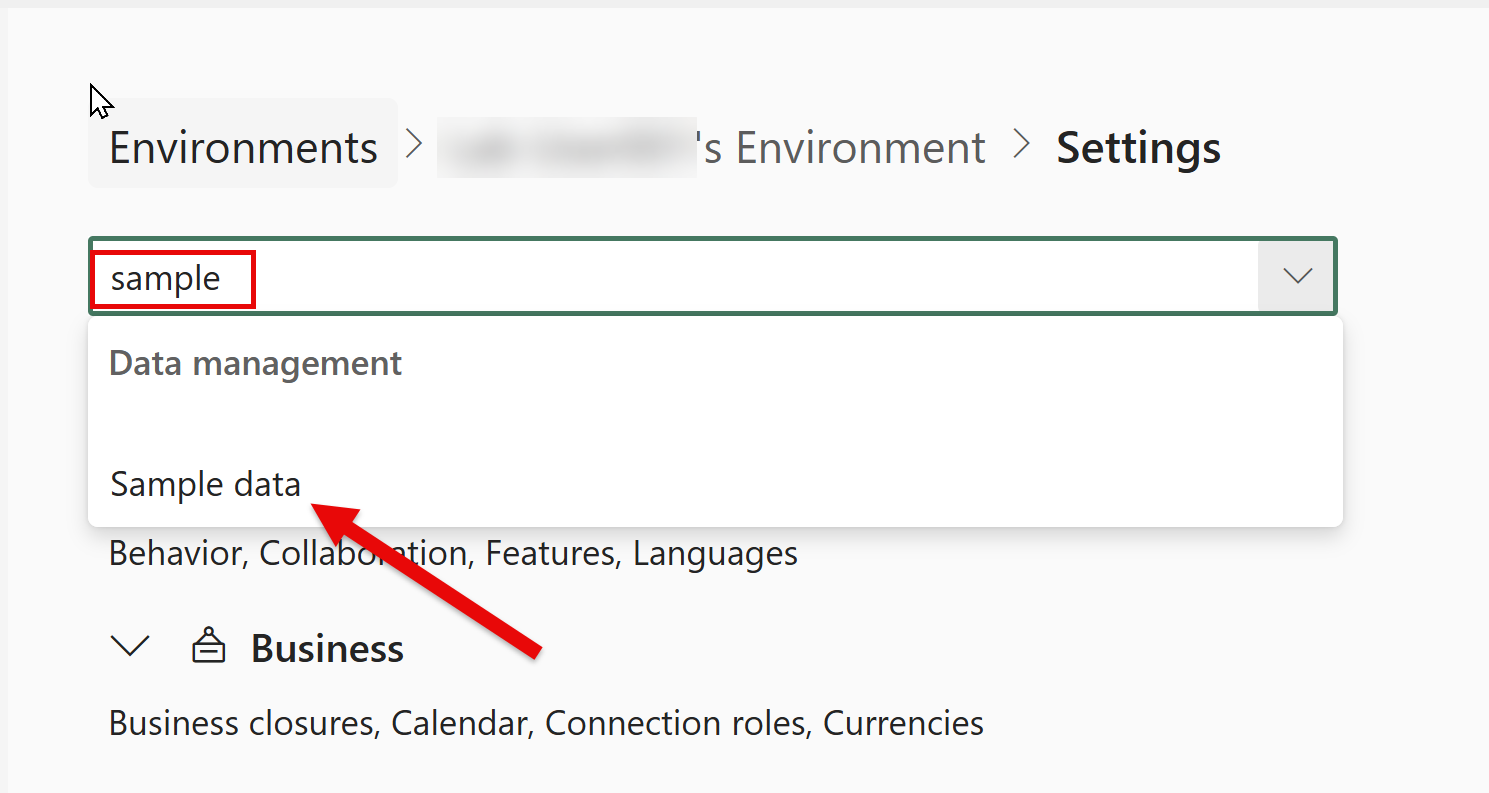 Environments > 's Environment > Settings
sample
Data management
Sample data
Behavior, Collaboration, Features, Languages
Business
Business closures, Calendar, Connection roles, Currencies